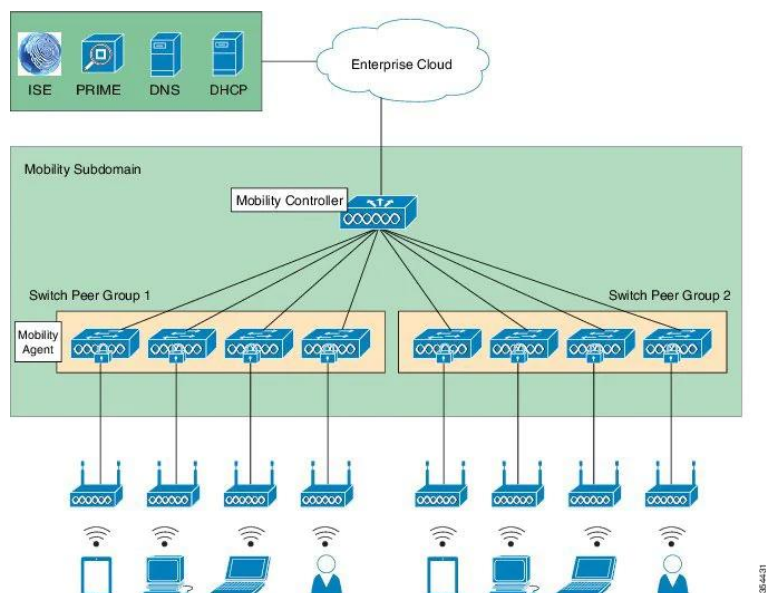 ISE PRIME DNS DHCP
Enterprise Cloud
Mobility Subdomain
Mobility Controller
Switch Peer Group 1
Switch Peer Group 2
Mobility
Agent
354431